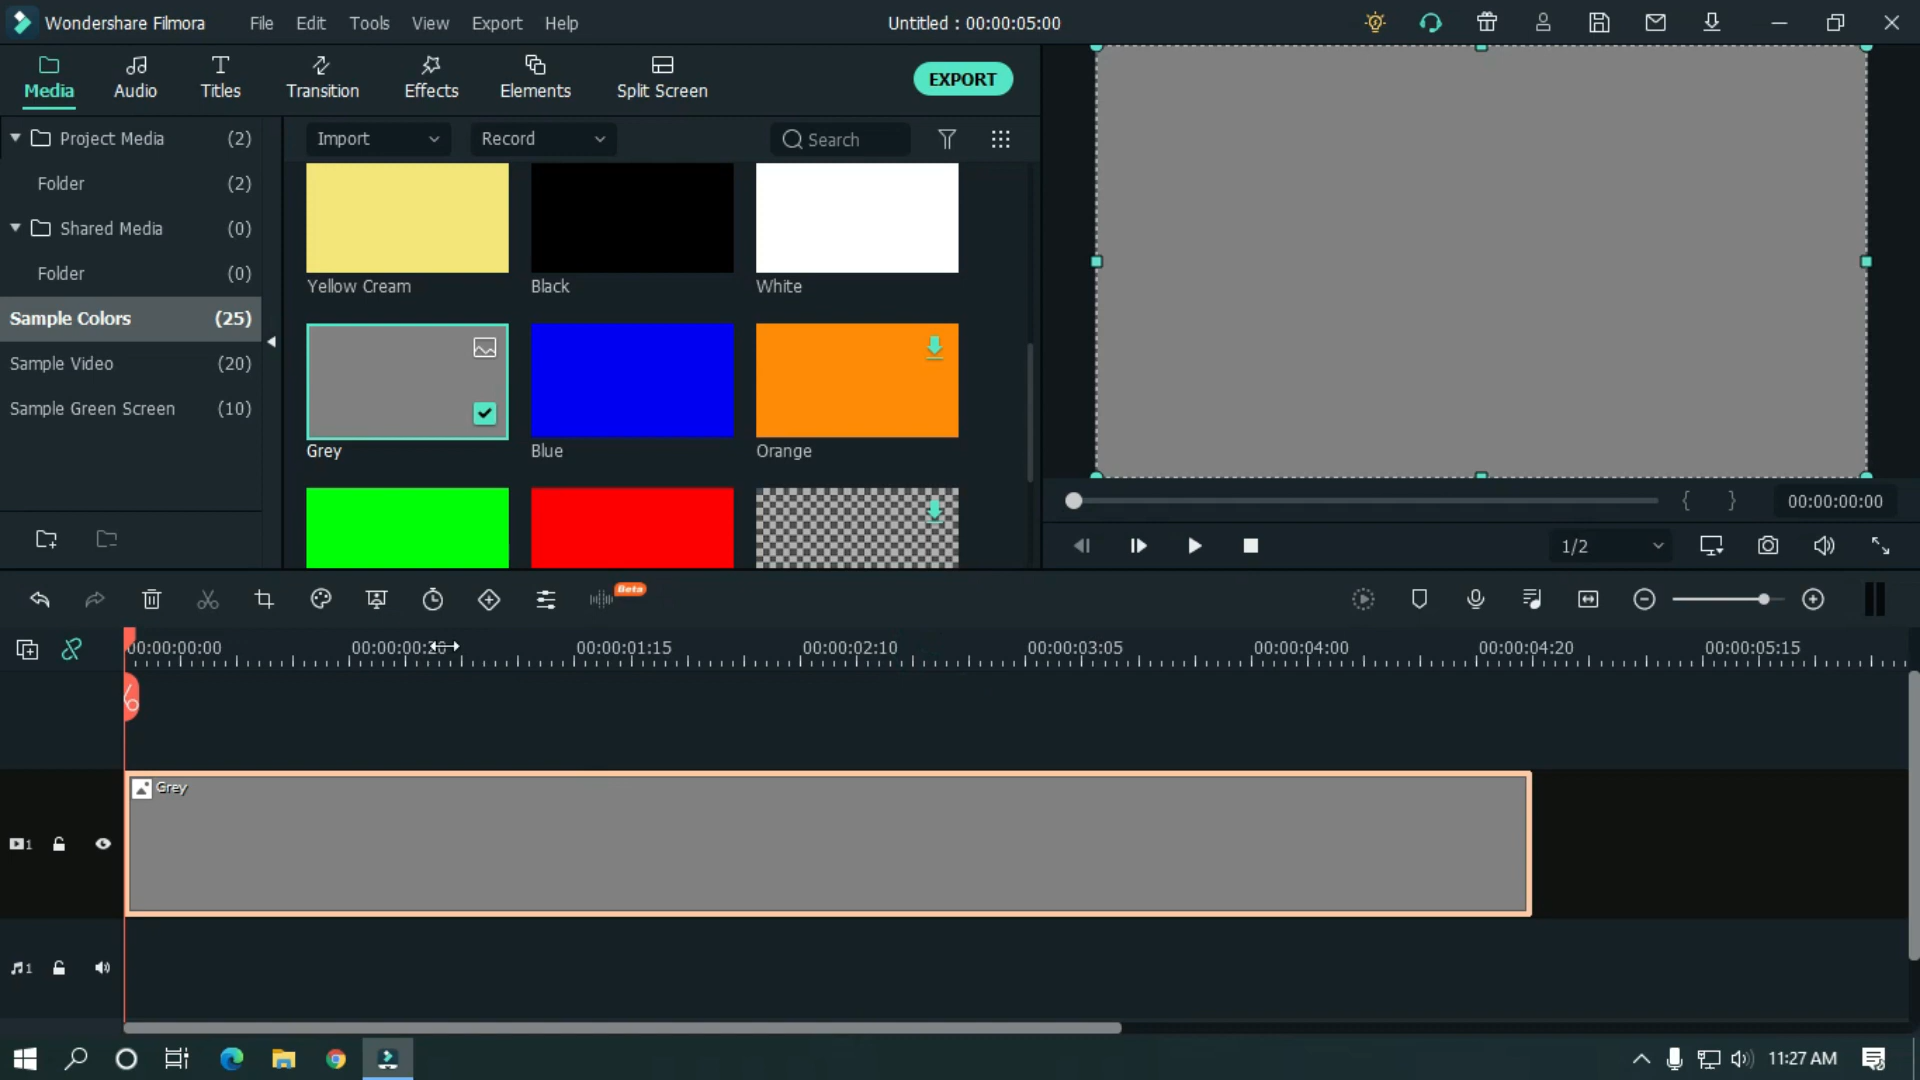 Wondershare Filmora
File
Edit
Tools
View
Export
Help
Untitled : 00:00:05:00
Media
Audio
Titles
Transition
Effects
Elements
Split Screen
EXPORT
Project Media (2)
Folder (2)
Shared Media (0)
Folder (0)
Sample Colors (25)
Sample Video (20)
Sample Green Screen (10)
Import
Record
Search
Yellow Cream
Black
White
Grey
Blue
Orange
{ }
00:00:00:00
1/2
Beta
00:00:00:00
00:00:00:20
00:00:01:15
00:00:02:10
00:00:03:05
00:00:04:00
00:00:04:20
00:00:05:15
Grey
1
1
11:27 AM